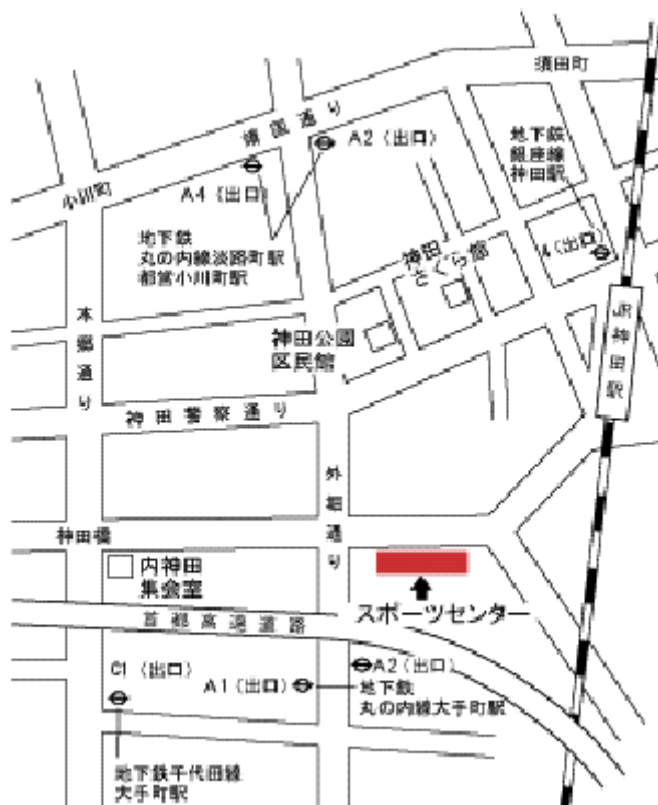 須田町
靖国通り
A2（出口）
地下鉄
銀座線
神田駅
小川町
A4（出口）
地下鉄
丸の内線淡路町駅
都営小川町駅
神田
さくら館
（出口）
JR神田駅
本郷通り
神田公園
区民館
神田警察通り
外堀通り
神田橋
内神田
集会室
スポーツセンター
首都高速道路
C1（出口）
A1（出口）
A2（出口）
地下鉄
丸の内線大手町駅
地下鉄千代田線
大手町駅